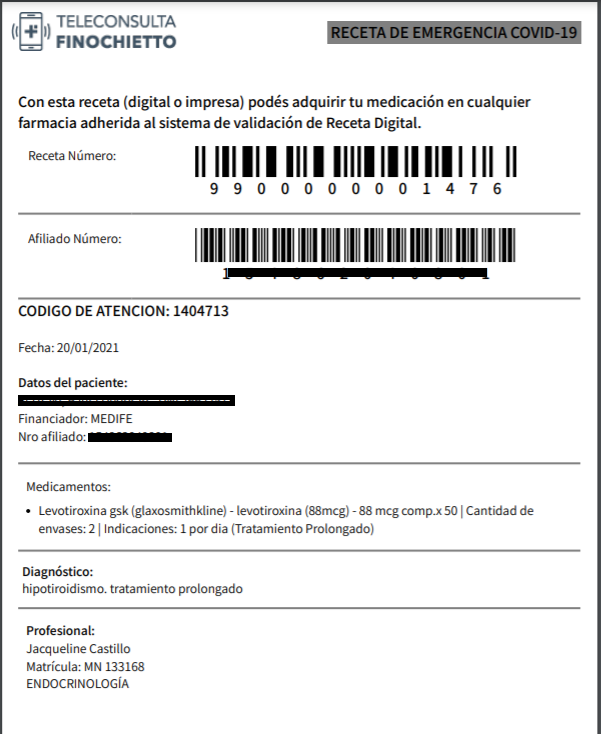 TELECONSULTA
FINOCHIETTO
RECETA DE EMERGENCIA COVID-19
Con esta receta (digital o impresa) podés adquirir tu medicación en cualquier
farmacia adherida al sistema de validación de Receta Digital.
Receta Número:
9900000001476
Afiliado Número:
CODIGO DE ATENCION: 1404713
Fecha: 20/01/2021
Datos del paciente:
Financiador: MEDIFE
Nro afiliado:
Medicamentos:
• Levotiroxina gsk (glaxosmithkline) - levotiroxina (88mcg) - 88 mcg comp.x 50 | Cantidad de
envases: 2 | Indicaciones: 1 por dia (Tratamiento Prolongado)
Diagnóstico:
hipotiroidismo. tratamiento prolongado
Profesional:
Jacqueline Castillo
Matrícula: MN 133168
ENDOCRINOLOGÍA